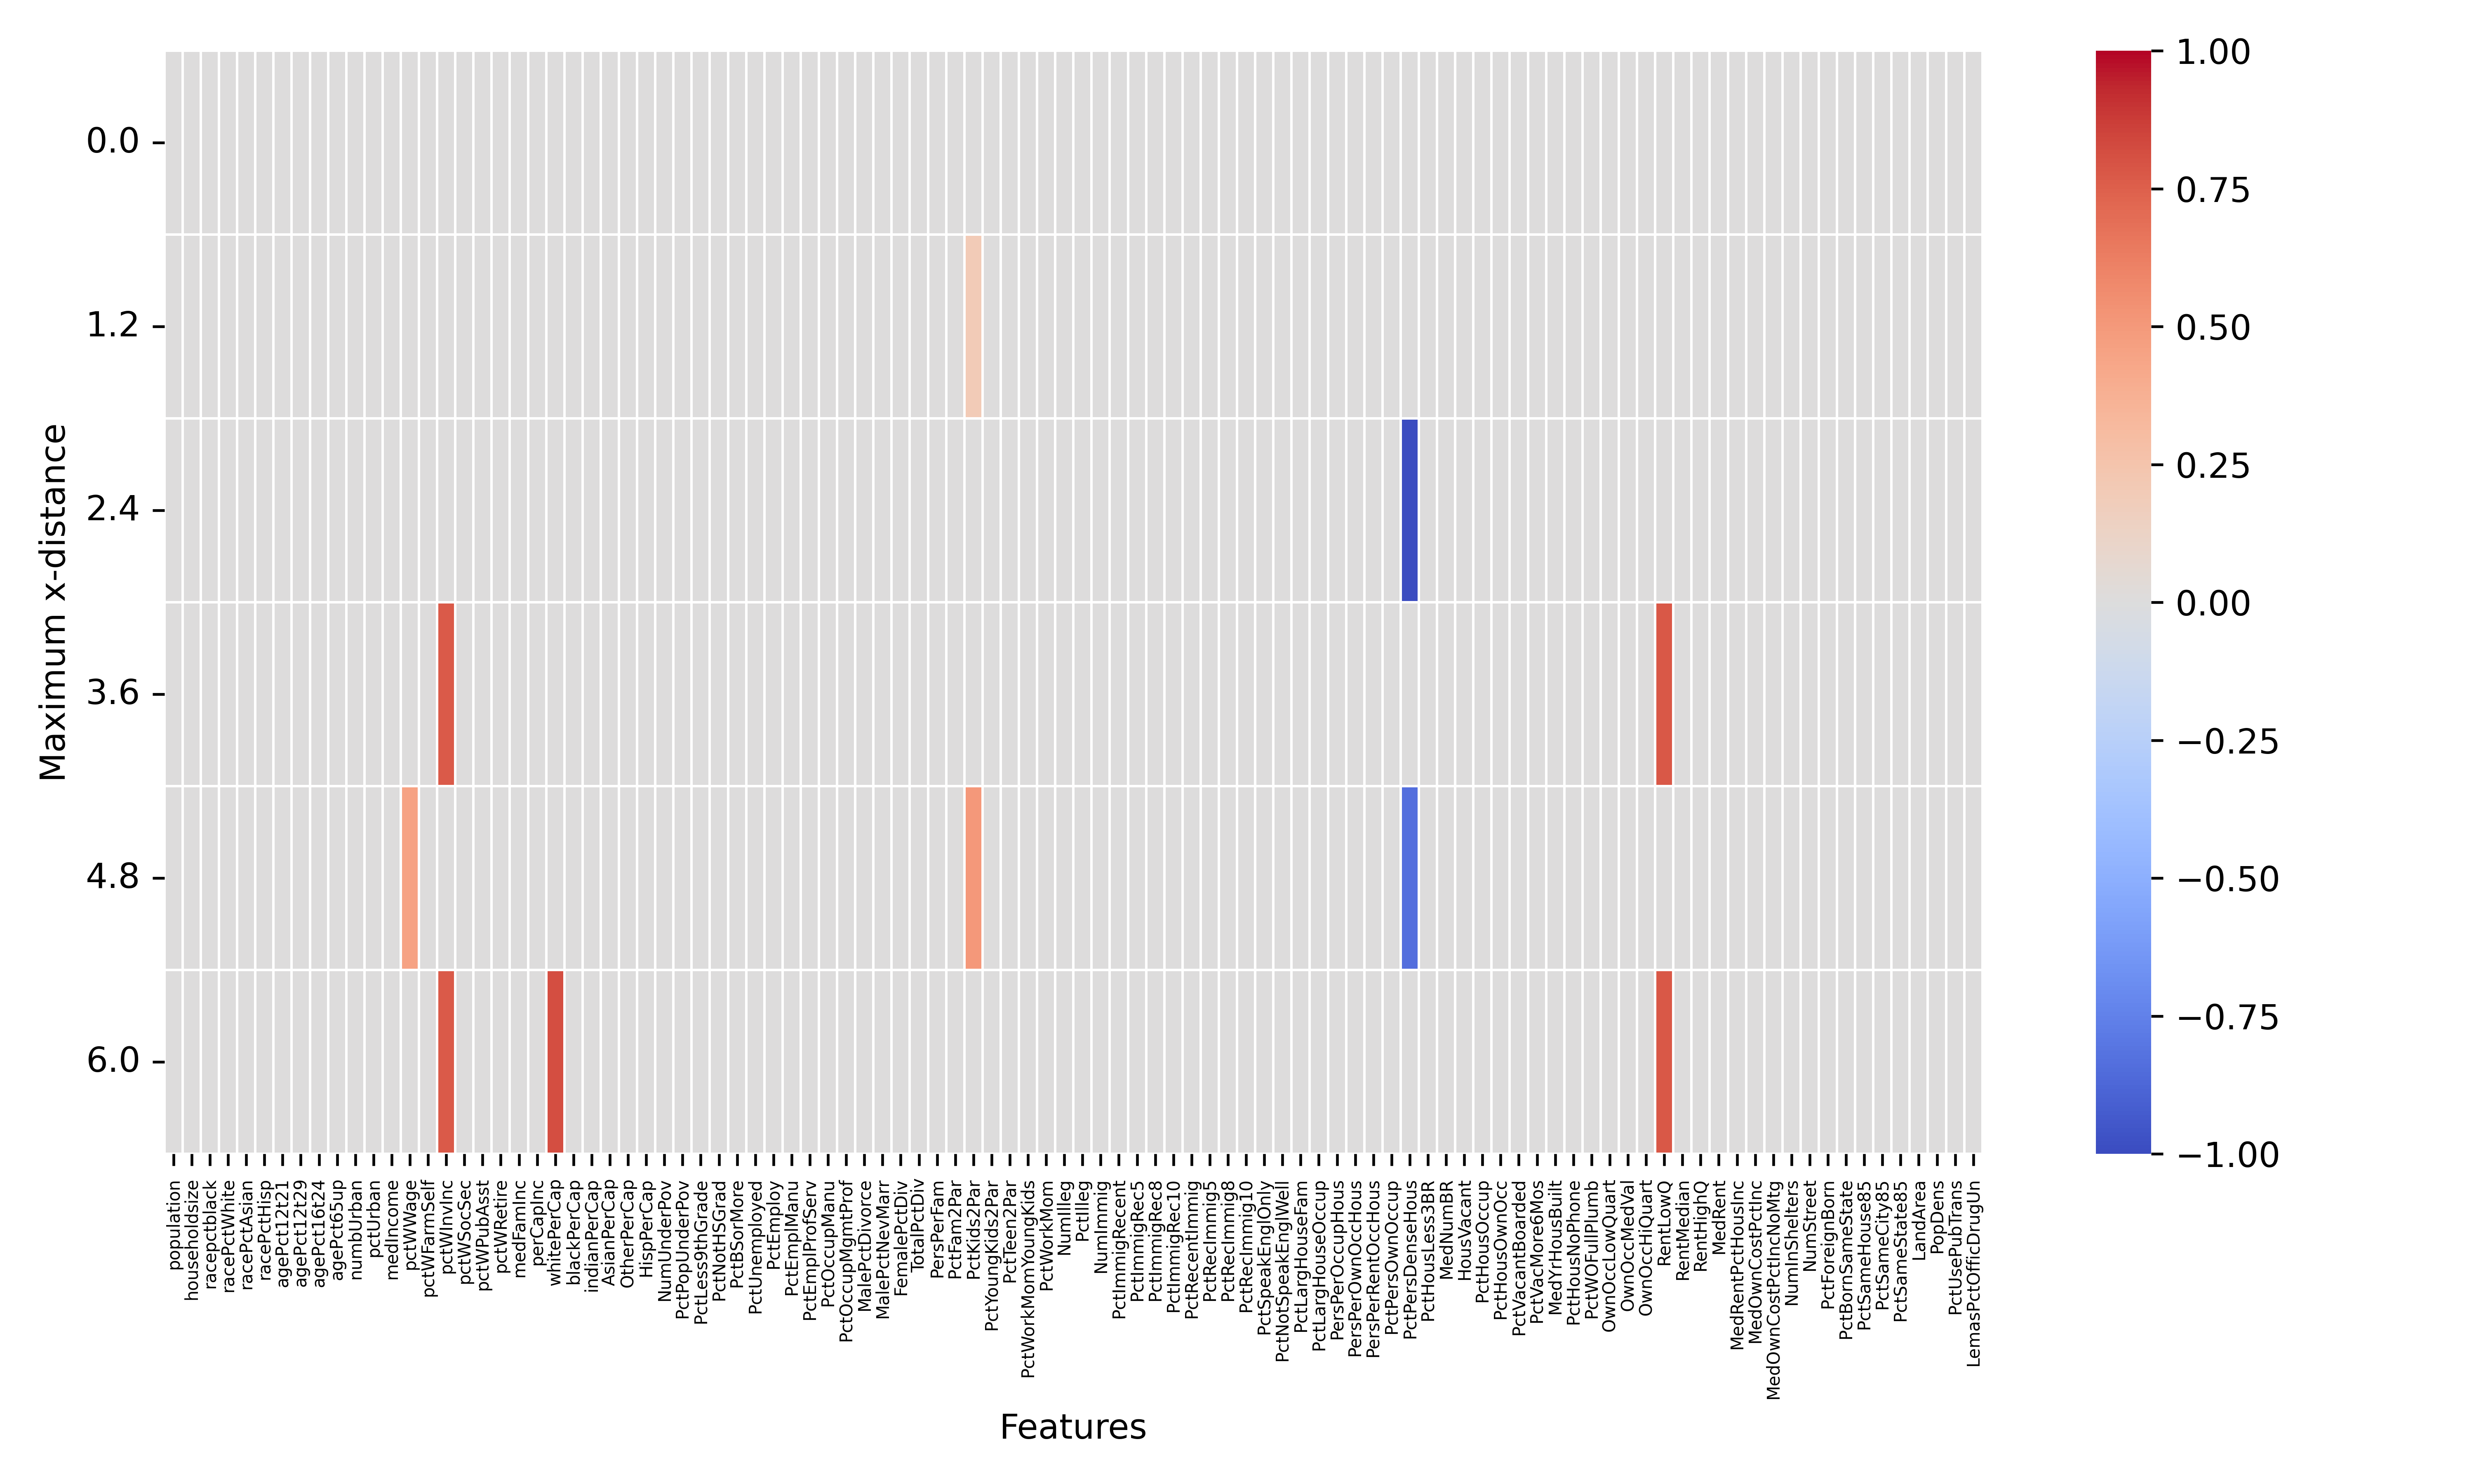 Maximum x-distance
0.0
1.2
2.4
3.6
4.8
6.0
1.00
0.75
0.50
0.25
0.00
−0.25
−0.50
−0.75
−1.00
population
householdsize
racepctblack
racePctWhite
racePctAsian
racePctHisp
agePct12t21
agePct12t29
agePct16t24
agePct65up
numbUrban
pctUrban
medIncome
pctWWage
pctWFarmSelf
pctWInvInc
pctWSocSec
pctWPubAsst
pctWRetire
medFamInc
perCapInc
whitePerCap
blackPerCap
indianPerCap
AsianPerCap
OtherPerCap
HispPerCap
NumUnderPov
PctPopUnderPov
PctLess9thGrade
PctNotHSGrad
PctBSorMore
PctUnemployed
PctEmploy
PctEmplManu
PctEmplProfServ
PctOccupManu
PctOccupMgmtProf
MalePctDivorce
MalePctNevMarr
FemalePctDiv
TotalPctDiv
PersPerFam
PctFam2Par
PctKids2Par
PctYoungKids2Par
PctTeen2Par
PctWorkMomYoungKids
PctWorkMom
NumIlleg
PctIlleg
NumImmig
PctImmigRecent
PctImmigRec5
PctImmigRec8
PctImmigRec10
PctRecentImmig
PctRecImmig5
PctRecImmig8
PctRecImmig10
PctSpeakEnglOnly
PctNotSpeakEnglWell
PctLargHouseFam
PctLargHouseOccup
PersPerOccupHous
PersPerOwnOccHous
PersPerRentOccHous
PctPersOwnOccup
PctPersDenseHous
PctHousLess3BR
MedNumBR
HousVacant
PctHousOccup
PctHousOwnOcc
PctVacantBoarded
PctVacMore6Mos
MedYrHousBuilt
PctHousNoPhone
PctWOFullPlumb
OwnOccLowQuart
OwnOccMedVal
OwnOccHiQuart
RentLowQ
RentMedian
RentHighQ
MedRent
MedRentPctHousInc
MedOwnCostPctInc
MedOwnCostPctIncNoMtg
NumInShelters
NumStreet
PctForeignBorn
PctBornSameState
PctSameHouse85
PctSameCity85
PctSameState85
LandArea
PopDens
PctUsePubTrans
LemasPctOfficDrugUn
Features